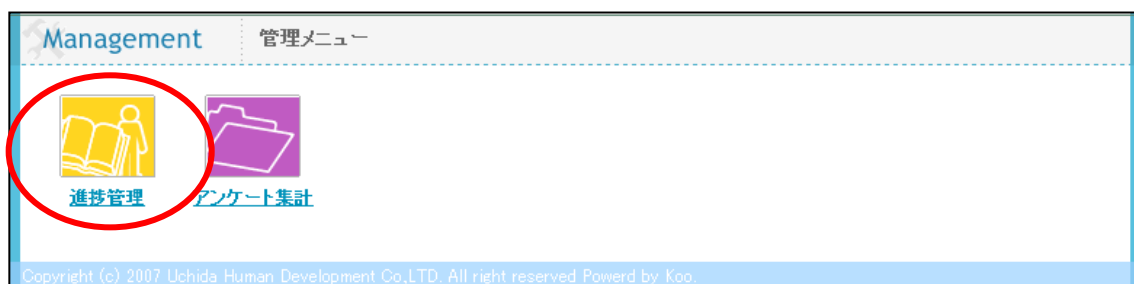 Management 管理メニュー
進捗管理 アンケート集計
Copyright (c) 2007 Uchida Human Development Co,LTD. All right reserved Powerd by Koo.